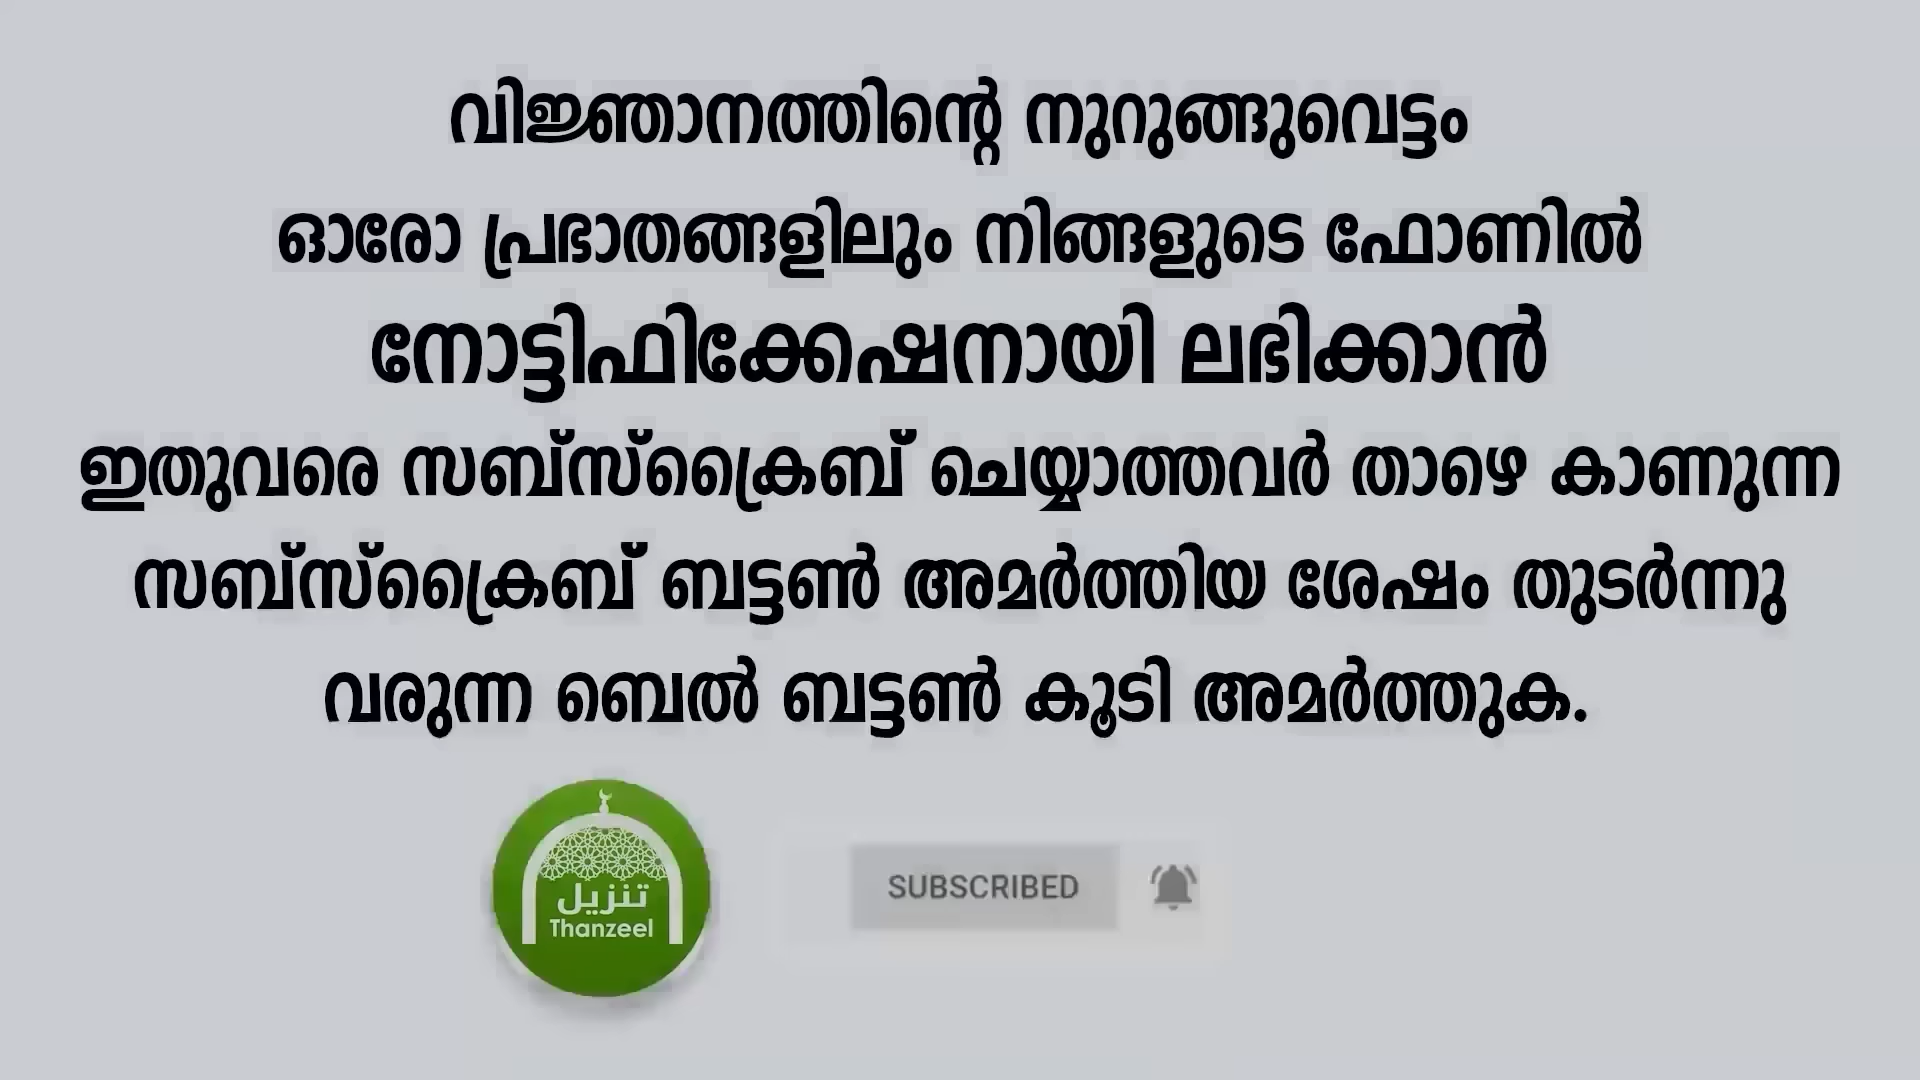 വിജ്ഞാനത്തിന്റെ നുറുങ്ങുവെട്ടം
ഓരോ പ്രഭാതങ്ങളിലും നിങ്ങളുടെ ഫോണിൽ
നോട്ടിഫിക്കേഷനായി ലഭിക്കാൻ
ഇതുവരെ സബ്സ്ക്രൈബ് ചെയ്യാത്തവർ താഴെ കാണുന്ന
സബ്സ്ക്രൈബ് ബട്ടൺ അമർത്തിയ ശേഷം തുടർന്നു
വരുന്ന ബെൽ ബട്ടൺ കൂടി അമർത്തുക.
تنزيل
Thanzeel
SUBSCRIBED